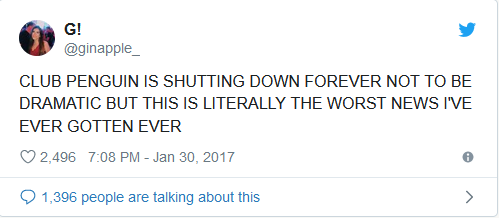 G!
@ginapple_
CLUB PENGUIN IS SHUTTING DOWN FOREVER NOT TO BE
DRAMATIC BUT THIS IS LITERALLY THE WORST NEWS I'VE
EVER GOTTEN EVER
2,496 7:08 PM - Jan 30, 2017
1,396 people are talking about this